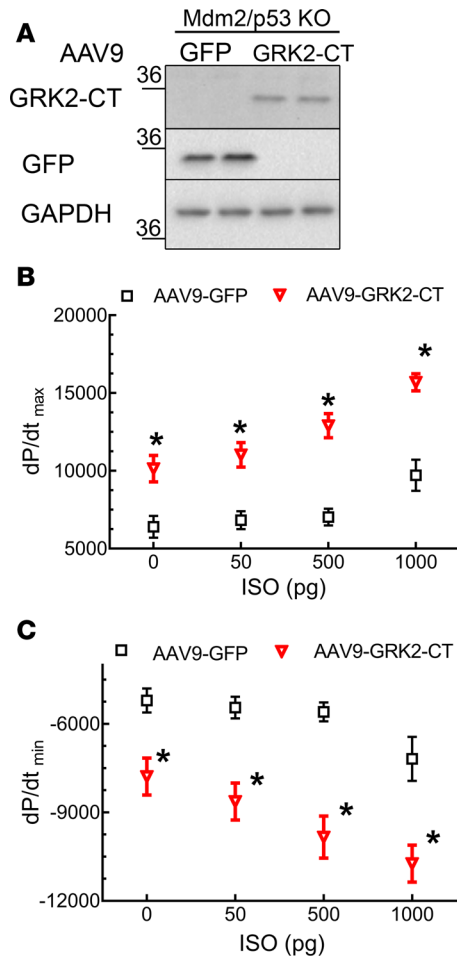 A
Mdm2/p53 KO
AAV9 GFP GRK2-CT
36
GRK2-CT
36
GFP
GAPDH
36
B
AAV9-GFP AAV9-GRK2-CT
20000
15000
10000
5000
dP/dt max
* * * *
0 50 500 1000
ISO (pg)
C
AAV9-GFP AAV9-GRK2-CT
-6000
-9000
-12000
dP/dt min
* * * *
0 50 500 1000
ISO (pg)